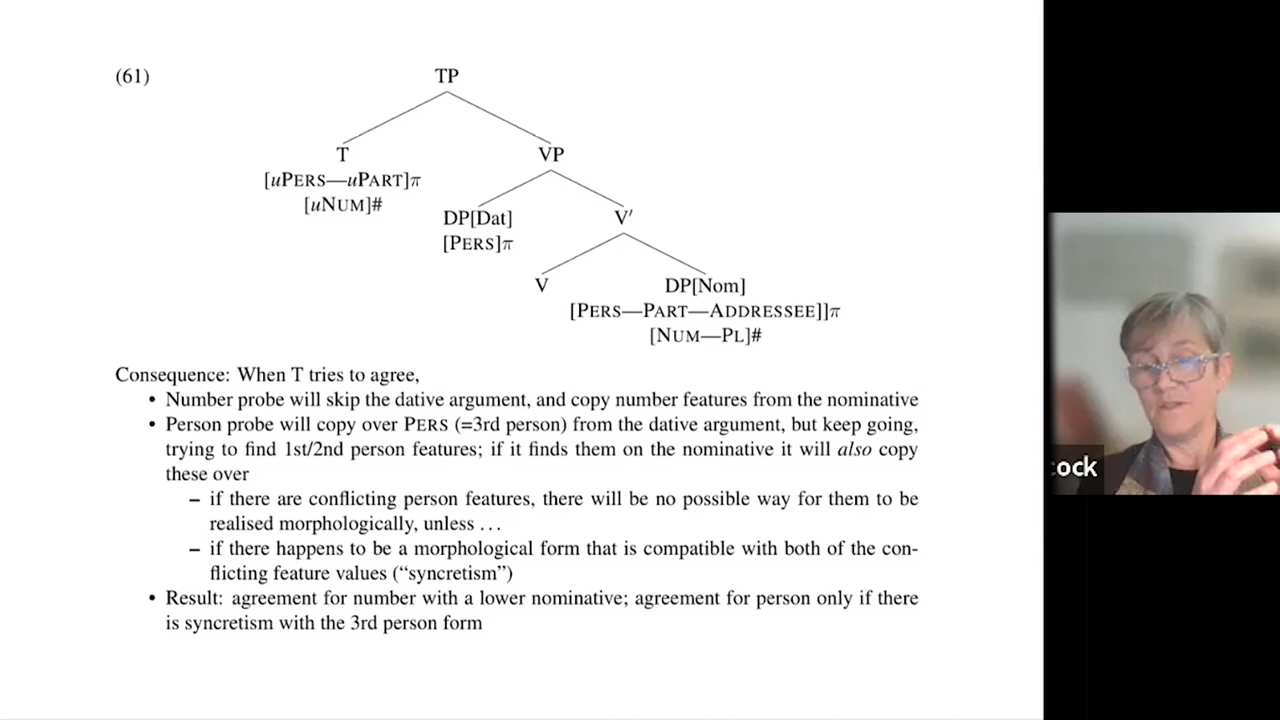 (61)
TP
T
VP
[uPERS—uPART]π
[uNUM]#
DP[Dat]
V′
[PERS]π
V
DP[Nom]
[PERS—PART—ADDRESSEE]]π
[NUM—PL]#
Consequence: When T tries to agree,
• Number probe will skip the dative argument, and copy number features from the nominative
• Person probe will copy over PERS (=3rd person) from the dative argument, but keep going,
trying to find 1st/2nd person features; if it finds them on the nominative it will also copy
these over
– if there are conflicting person features, there will be no possible way for them to be
realised morphologically, unless ...
– if there happens to be a morphological form that is compatible with both of the con-
flicting feature values (“syncretism”)
• Result: agreement for number with a lower nominative; agreement for person only if there
is syncretism with the 3rd person form
cock